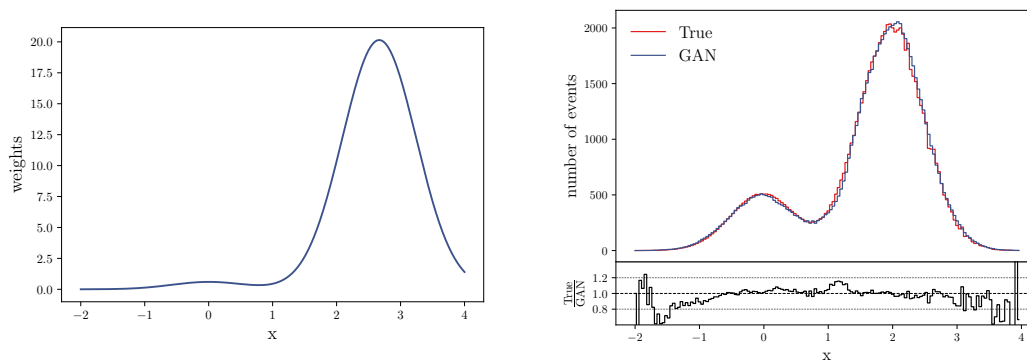 20.0
17.5
15.0
12.5
10.0
7.5
5.0
2.5
0.0
weights
−2 −1 0 1 2 3 4
x
True
GAN
2000
1500
1000
500
0
number of events
1.2
1.0
0.8
True
GAN
−2 −1 0 1 2 3 4
x